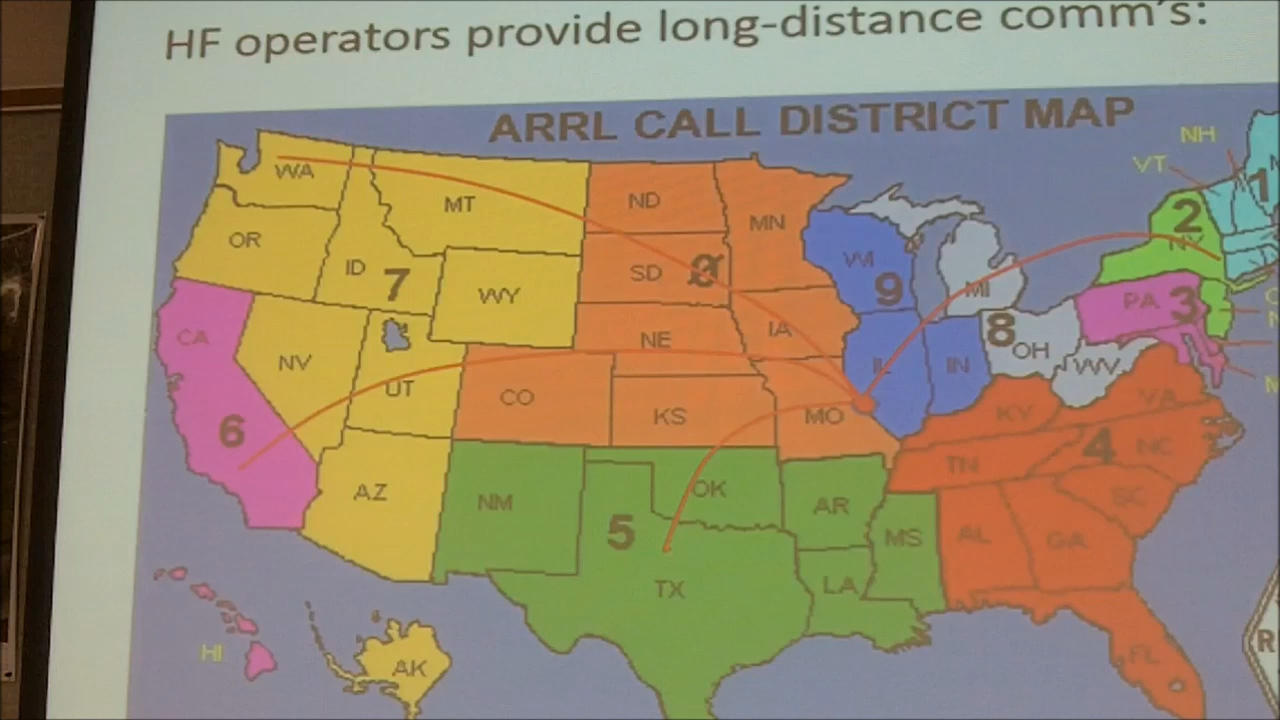 HF operators provide long-distance comm's:
ARRL CALL DISTRICT MAP
NH
VT
WA
MT
ND
MN
OR
ID
7
WY
SD
0
WI
9
MI
2
NY
1
CA
NV
UT
NE
IA
IL
IN
8
OH
PA
3
WV
6
CO
KS
MO
KY
VA
AZ
NM
OK
AR
TN
4
NC
SC
5
TX
MS
AL
GA
LA
HI
AK
FL
R